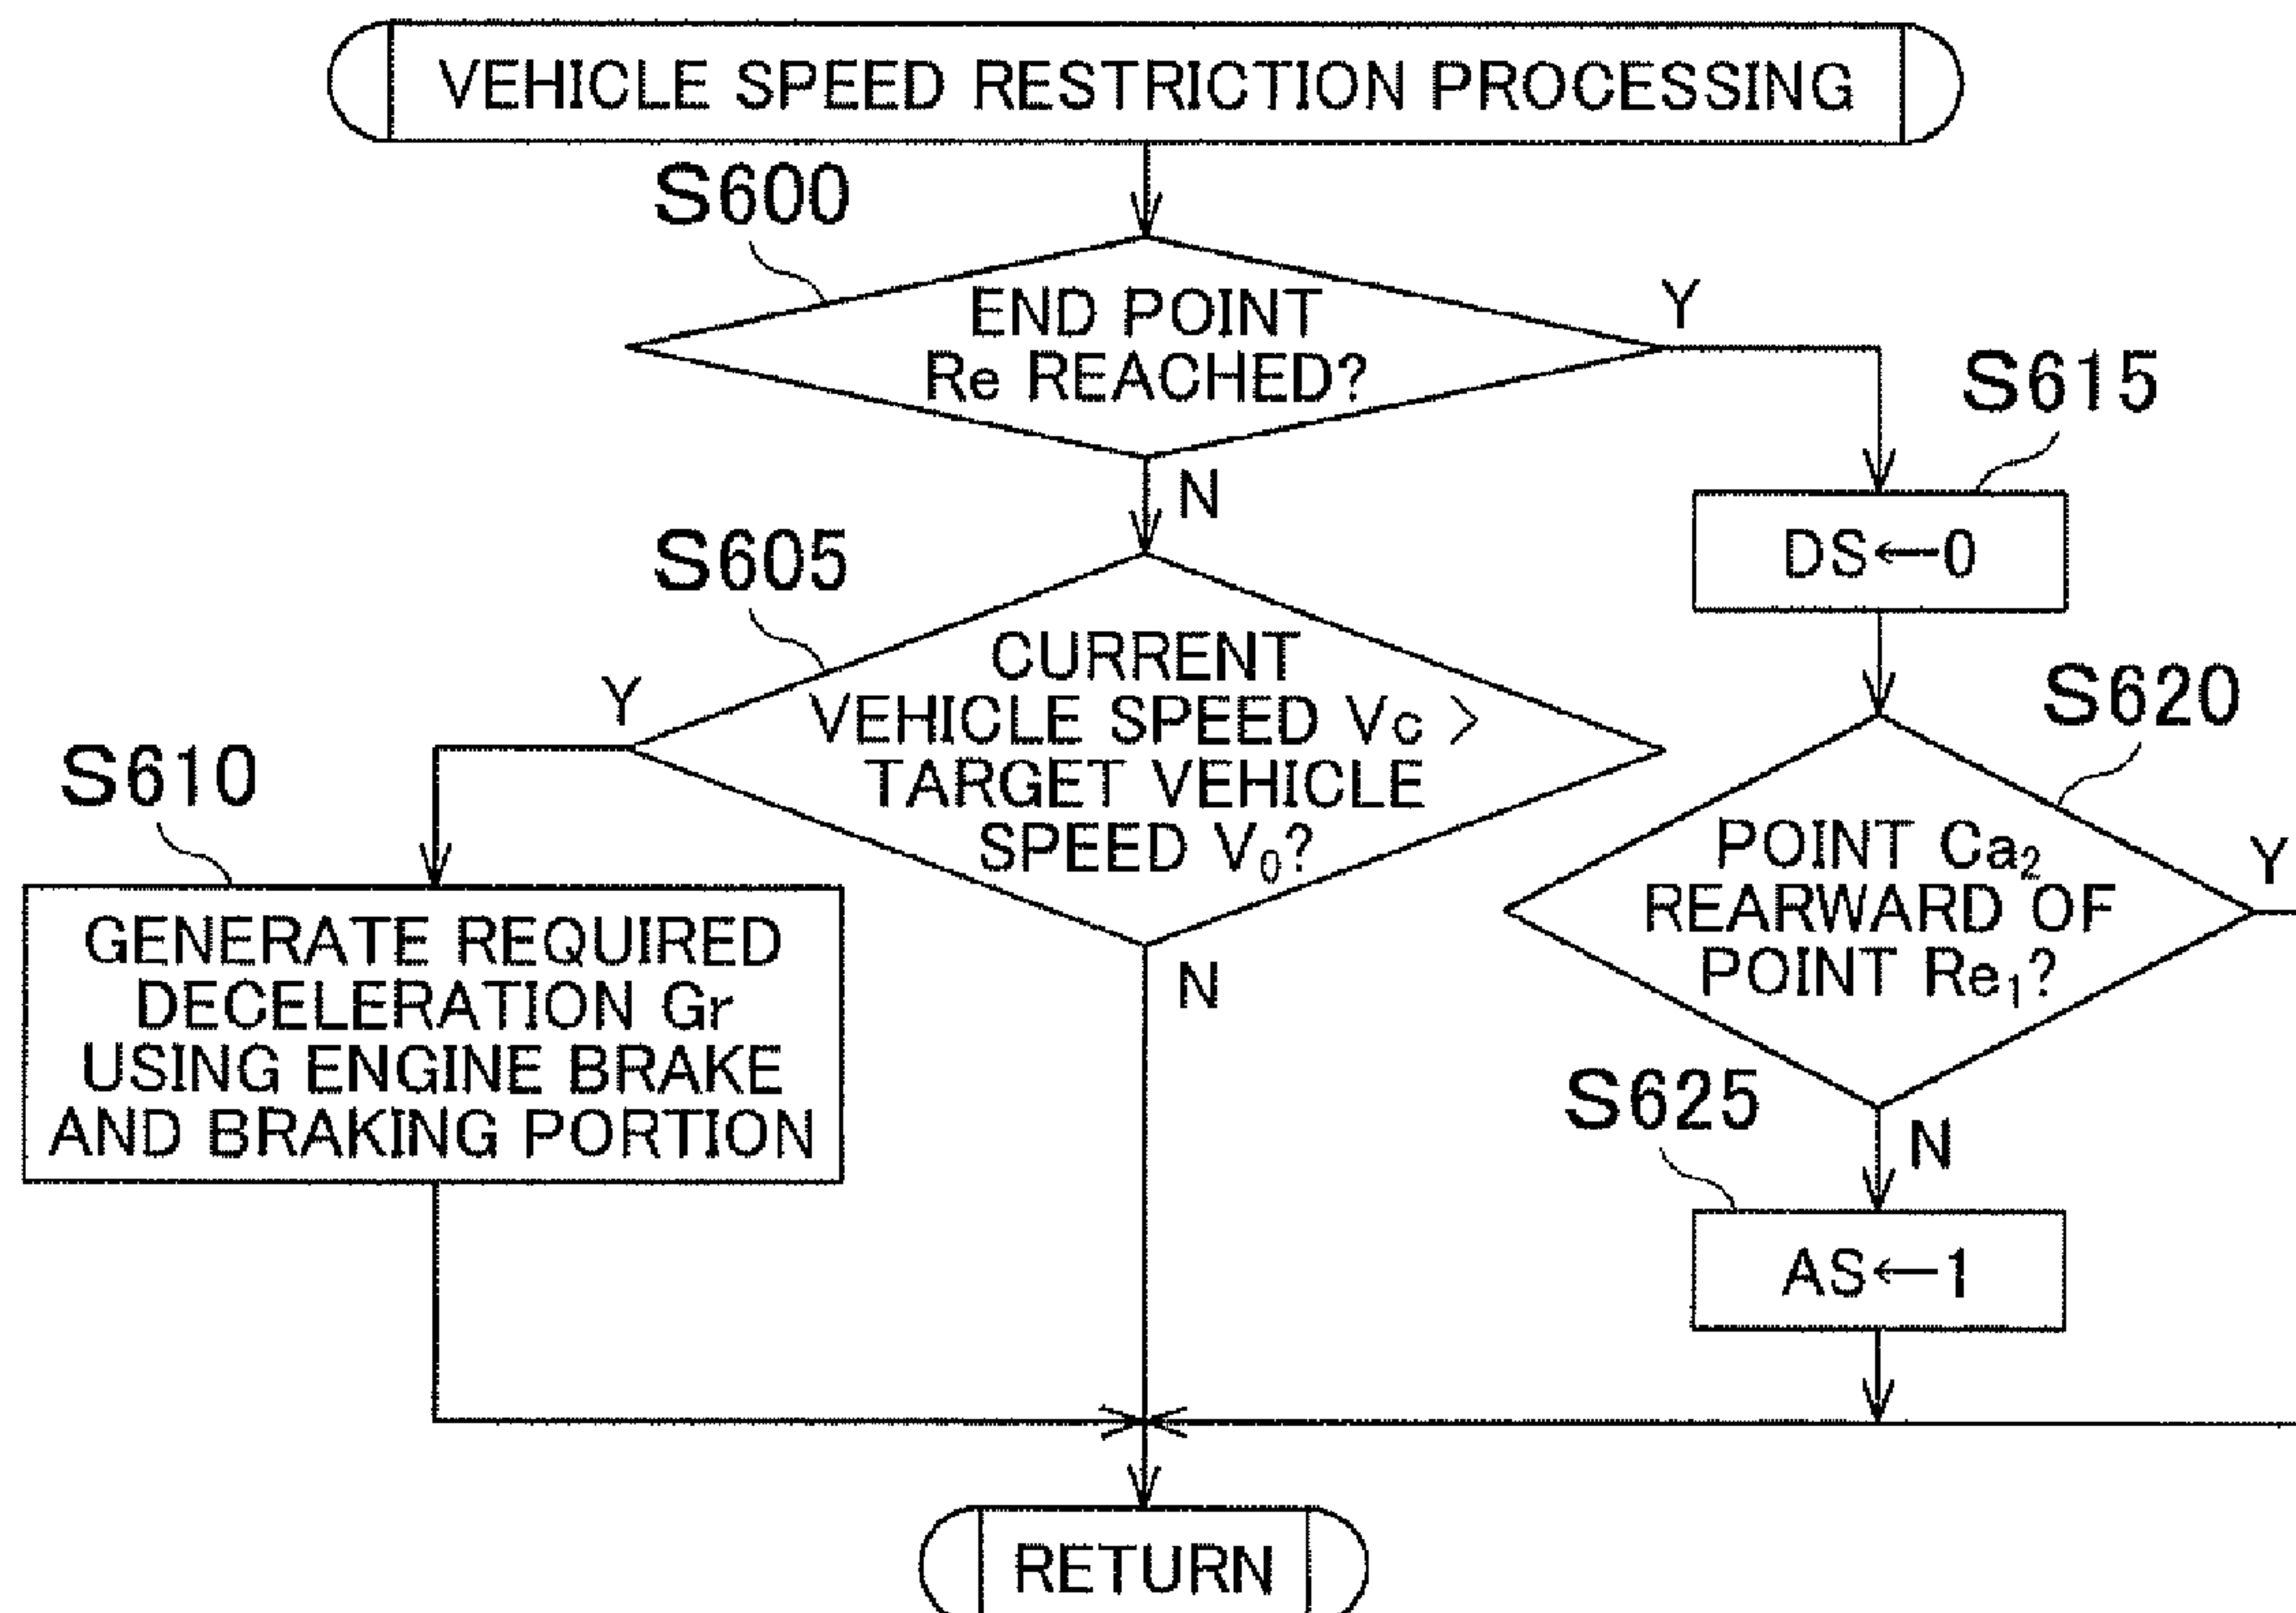 VEHICLE SPEED RESTRICTION PROCESSING
S600
END POINT
Re REACHED?
Y
N
S615
DS←0
S605
CURRENT
VEHICLE SPEED Vc >
TARGET VEHICLE
SPEED V₀?
Y
N
S610
GENERATE REQUIRED
DECELERATION Gr
USING ENGINE BRAKE
AND BRAKING PORTION
S620
POINT Ca₂
REARWARD OF
POINT Re₁?
Y
N
S625
AS←1
RETURN